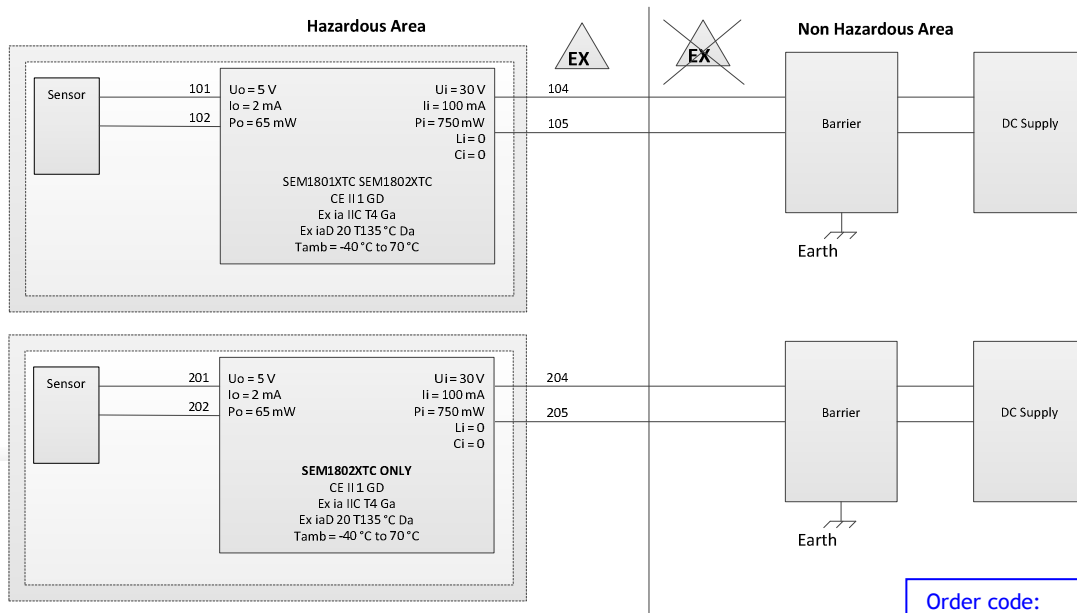 Hazardous Area
Non Hazardous Area
EX
EX
Sensor
101
102
Uo = 5 V
Io = 2 mA
Po = 65 mW
Ui = 30 V
Ii = 100 mA
Pi = 750 mW
Li = 0
Ci = 0
SEM1801XTC SEM1802XTC
CE II 1 GD
Ex ia IIC T4 Ga
Ex iaD 20 T135 °C Da
Tamb = -40 °C to 70 °C
104
105
Barrier
DC Supply
Earth
Sensor
201
202
Uo = 5 V
Io = 2 mA
Po = 65 mW
Ui = 30 V
Ii = 100 mA
Pi = 750 mW
Li = 0
Ci = 0
SEM1802XTC ONLY
CE II 1 GD
Ex ia IIC T4 Ga
Ex iaD 20 T135 °C Da
Tamb = -40 °C to 70 °C
204
205
Barrier
DC Supply
Earth
Order code: